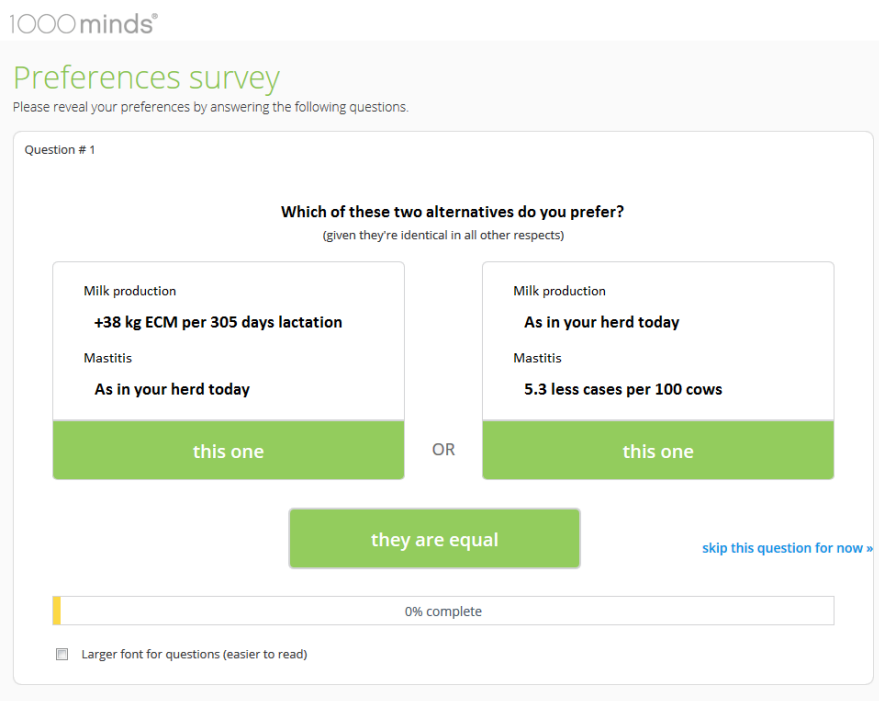 1000minds®
Preferences survey
Please reveal your preferences by answering the following questions.
Question # 1
Which of these two alternatives do you prefer?
(given they're identical in all other respects)
Milk production
+38 kg ECM per 305 days lactation
Mastitis
As in your herd today
this one
OR
Milk production
As in your herd today
Mastitis
5.3 less cases per 100 cows
this one
they are equal
skip this question for now »
0% complete
Larger font for questions (easier to read)